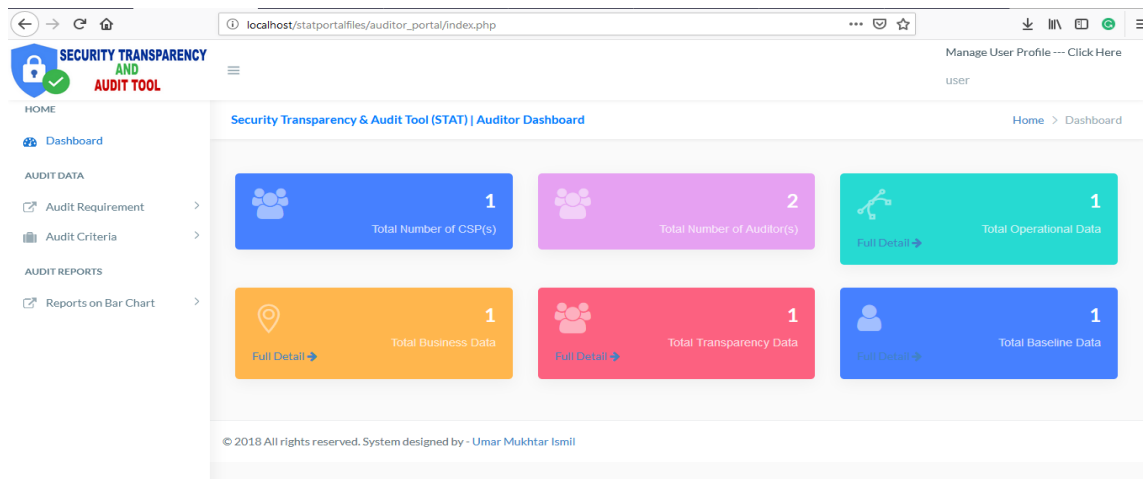 localhost/statportalfiles/auditor_portal/index.php
SECURITY TRANSPARENCY
AND
AUDIT TOOL
Manage User Profile --- Click Here
user
HOME
Dashboard
AUDIT DATA
Audit Requirement
Audit Criteria
AUDIT REPORTS
Reports on Bar Chart
Security Transparency & Audit Tool (STAT) | Auditor Dashboard
Home > Dashboard
1
Total Number of CSP(s)
2
Total Number of Auditor(s)
1
Total Operational Data
Full Detail
1
Total Business Data
Full Detail
1
Total Transparency Data
Full Detail
1
Total Baseline Data
Full Detail
© 2018 All rights reserved. System designed by - Umar Mukhtar Ismil